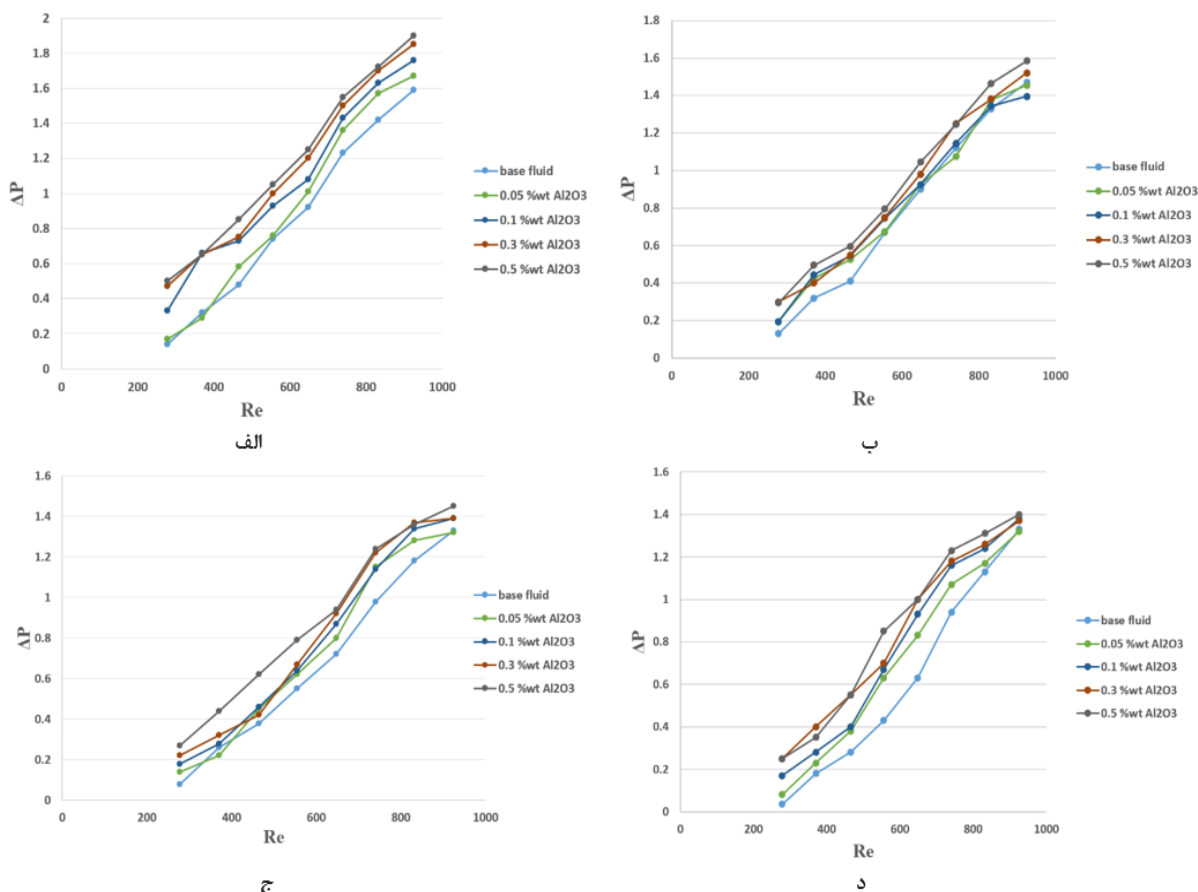 2
1.8
1.6
1.4
1.2
1
0.8
0.6
0.4
0.2
0
ΔP
0 200 400 600 800 1000
Re
base fluid
0.05 %wt Al2O3
0.1 %wt Al2O3
0.3 %wt Al2O3
0.5 %wt Al2O3
الف
1.8
1.6
1.4
1.2
1
0.8
0.6
0.4
0.2
0
ΔP
0 200 400 600 800 1000
Re
base fluid
0.05 %wt Al2O3
0.1 %wt Al2O3
0.3 %wt Al2O3
0.5 %wt Al2O3
ب
1.6
1.4
1.2
1
0.8
0.6
0.4
0.2
0
ΔP
0 200 400 600 800 1000
Re
base fluid
0.05 %wt Al2O3
0.1 %wt Al2O3
0.3 %wt Al2O3
0.5 %wt Al2O3
ج
1.6
1.4
1.2
1
0.8
0.6
0.4
0.2
0
ΔP
0 200 400 600 800 1000
Re
base fluid
0.05 %wt Al2O3
0.1 %wt Al2O3
0.3 %wt Al2O3
0.5 %wt Al2O3
د